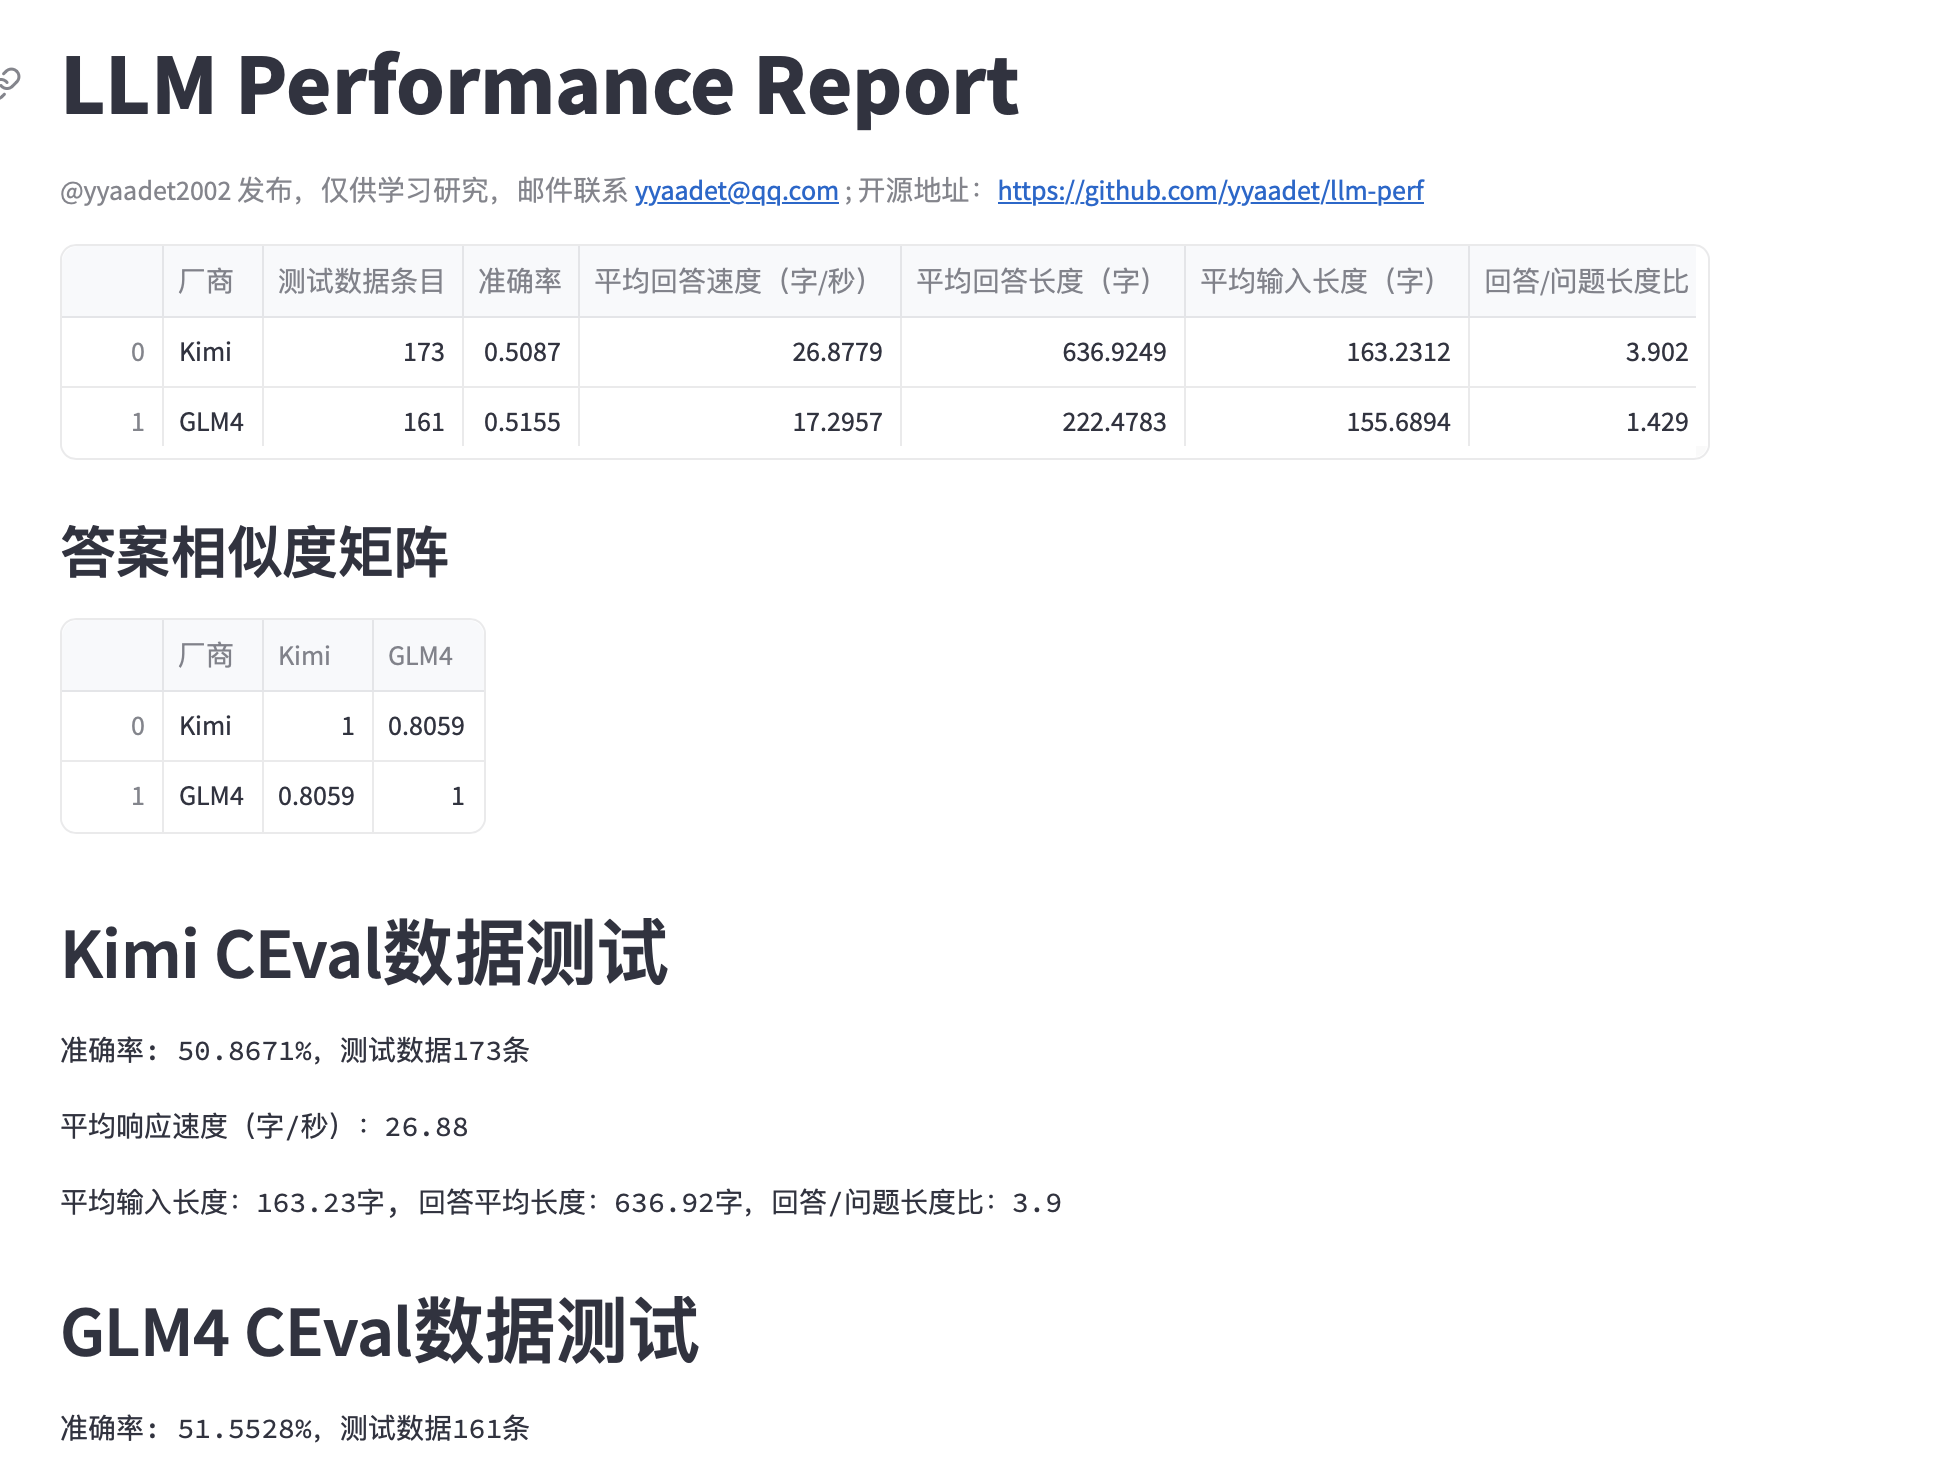 LLM Performance Report
@yyaadet2002 发布，仅供学习研究，邮件联系 yyaadet@qq.com ; 开源地址：https://github.com/yyaadet/llm-perf
厂商 测试数据条目 准确率 平均回答速度（字/秒） 平均回答长度（字） 平均输入长度（字） 回答/问题长度比
0 Kimi 173 0.5087 26.8779 636.9249 163.2312 3.902
1 GLM4 161 0.5155 17.2957 222.4783 155.6894 1.429
答案相似度矩阵
厂商 Kimi GLM4
0 Kimi 1 0.8059
1 GLM4 0.8059 1
Kimi CEval数据测试
准确率: 50.8671%，测试数据173条
平均响应速度（字/秒）：26.88
平均输入长度：163.23字, 回答平均长度：636.92字，回答/问题长度比：3.9
GLM4 CEval数据测试
准确率: 51.5528%，测试数据161条